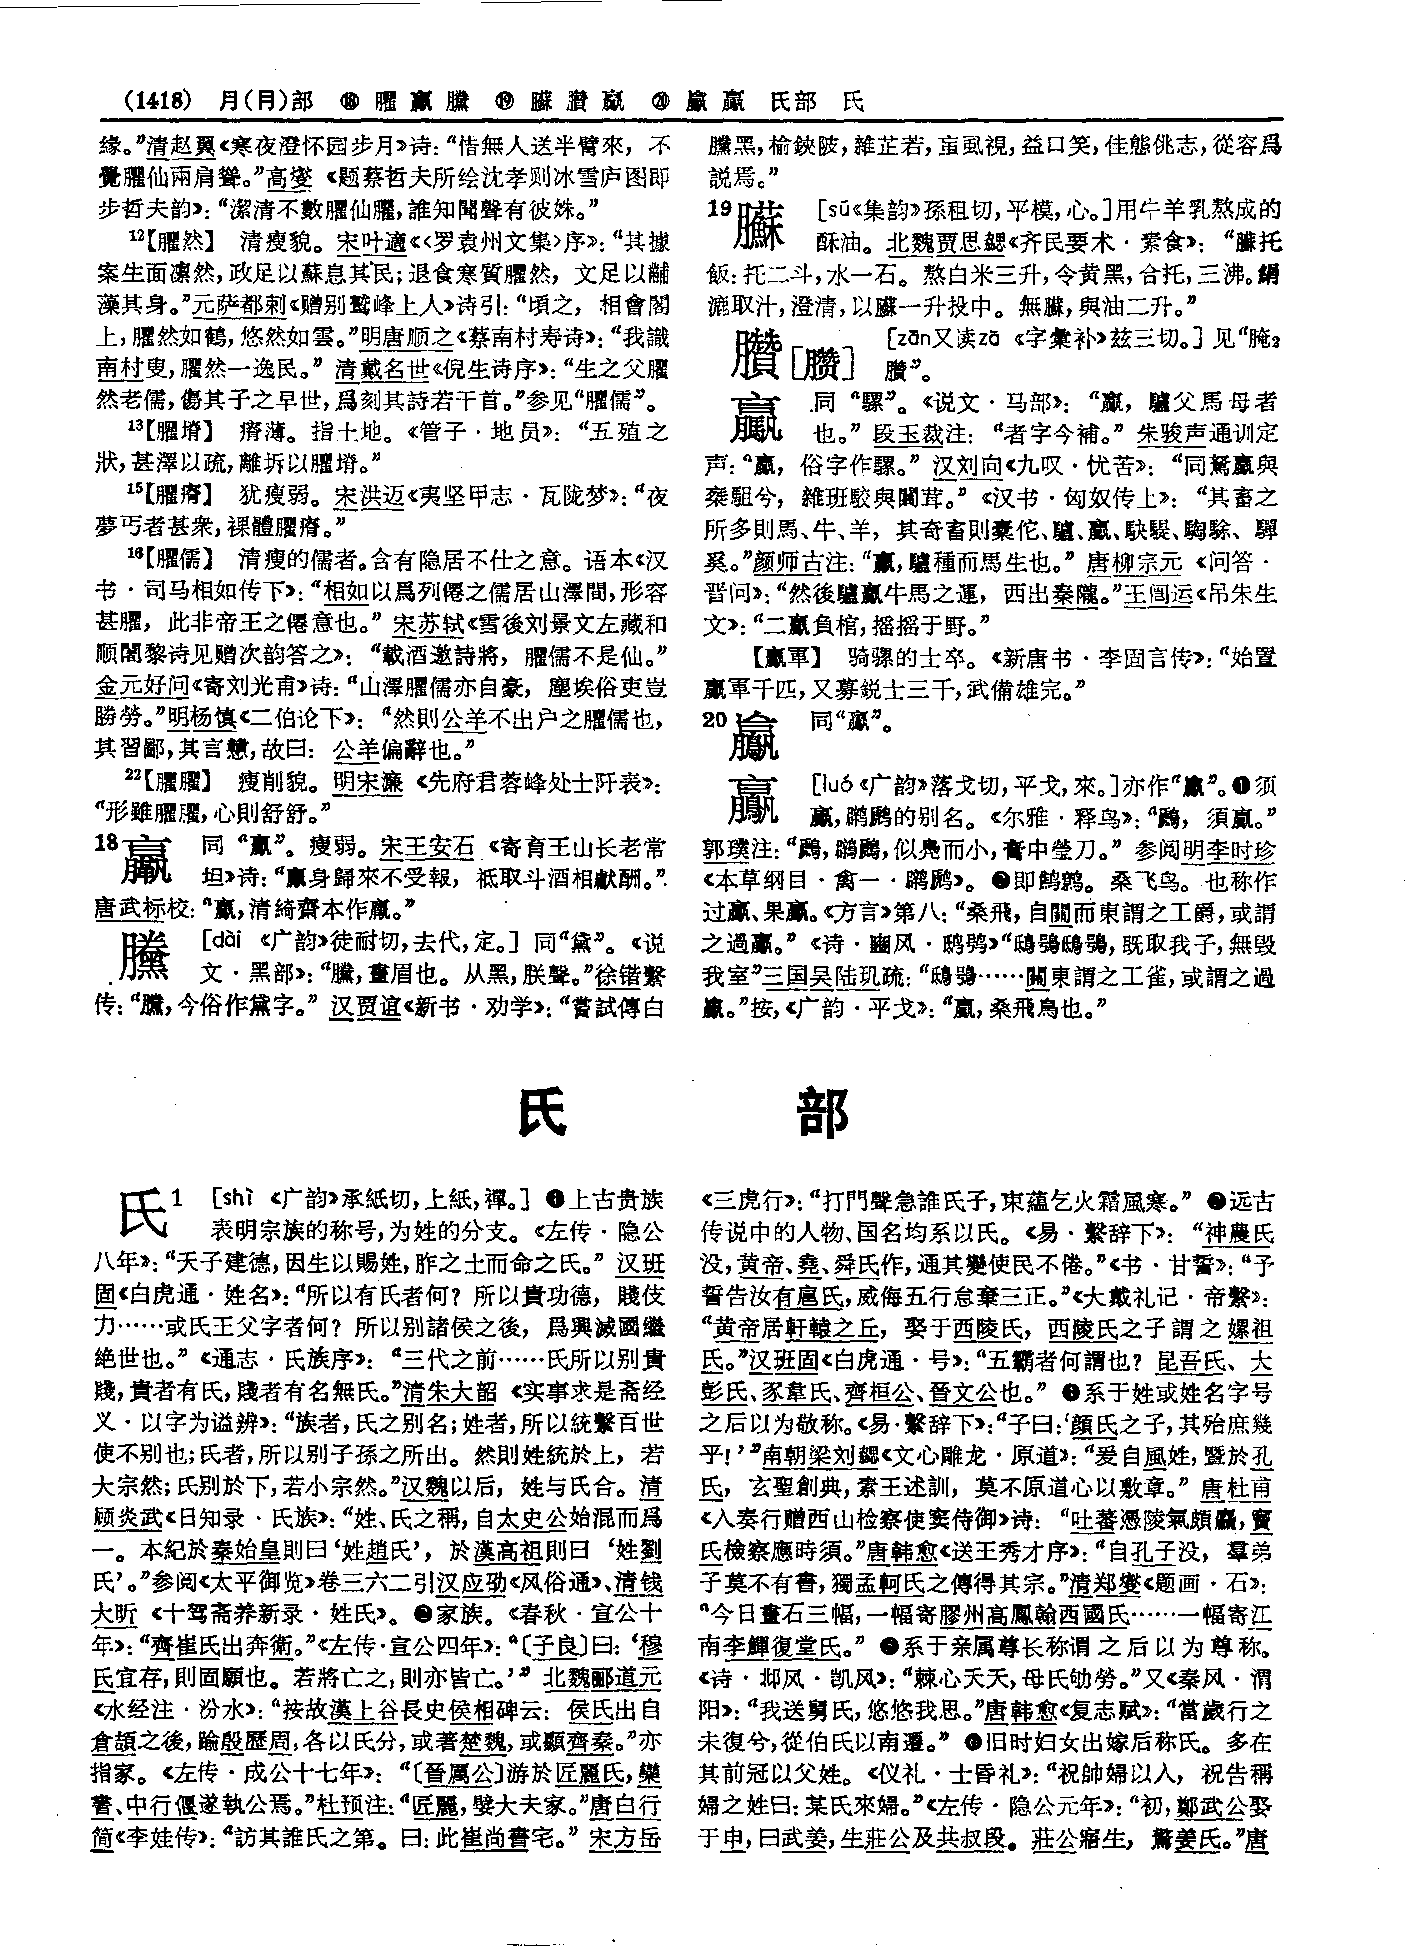 (1418) 月(⺼)部 ⑱ 臞 臝 黱 ⑲ 䕷 臢 臝 ⑳ 臝 臝 氏部 氏
缘。”清赵翼《寒夜澄怀园步月》诗：“惜無人送半臂來，不
覺臞仙兩肩聳。”高燮《题蔡哲夫所绘沈孝则冰雪庐图即
步哲夫韵》：“潔清不數臞仙臞，誰知聞聲有彼姝。”
12【臞然】 清瘦貌。宋叶適《〈罗袁州文集〉序》：“其據
案生面凛然，政足以蘇息其民；退食寒質臞然，文足以黼
藻其身。”元萨都剌《赠别鹫峰上人》诗引：“頃之，相會閣
上，臞然如鶴，悠然如雲。”明唐顺之《蔡南村寿诗》：“我識
南村叟，臞然一逸民。” 清戴名世《倪生诗序》：“生之父臞
然老儒，傷其子之早世，爲刻其詩若干首。”参见“臞儒”。
13【臞塉】 瘠薄。指土地。《管子·地员》：“五殖之
狀，甚澤以疏，離坼以臞塉。”
15【臞瘠】 犹瘦弱。宋洪迈《夷坚甲志·瓦陇梦》：“夜
夢丐者甚衆，裸體臞瘠。”
16【臞儒】 清瘦的儒者。含有隐居不仕之意。语本《汉
书·司马相如传下》：“相如以爲列僊之儒居山澤間，形容
甚臞，此非帝王之僊意也。” 宋苏轼《雪後刘景文左藏和
顺闍黎诗见赠次韵答之》：“載酒邀詩將，臞儒不是仙。”
金元好问《寄刘光甫》诗：“山澤臞儒亦自豪，塵埃俗吏豈
勝勞。”明杨慎《二伯论下》：“然則公羊不出户之臞儒也，
其習鄙，其言戇，故曰：公羊偏辭也。”
22【臞臞】 瘦削貌。明宋濂《先府君蓉峰处士阡表》：
“形雖臞臞，心則舒舒。”
18 同“羸”。瘦弱。宋王安石《寄育王山长老常
坦》诗：“身歸來不受報，祇取斗酒相獻酬。”
唐武标校：“，清綺齋本作羸。”
黱 [dài 《广韵》徒耐切，去代，定。] 同“黛”。《说
文·黑部》：“黱，畫眉也。从黑，朕聲。”徐锴繫
传：“黱，今俗作黛字。” 汉贾谊《新书·劝学》：“嘗試傅白
黱黑，榆鋏陂，雜芷若，䖟虱視，益口笑，佳態佻志，從容爲
説焉。”
19 [sū《集韵》孫租切，平模，心。]用牛羊乳熬成的
酥油。北魏贾思勰《齐民要术·素食》：“托
飯：托二斗，水一石。熬白米三升，令黄黑，合托，三沸。絹
漉取汁，澄清，以一升投中。無，與油二升。”
臢[臜] [zān又读zā 《字彙补》兹三切。] 见“腌2
臢”。
同“騾”。《说文·马部》：“，驢父馬母者
也。” 段玉裁注：“者字今補。” 朱骏声通训定
声：“，俗字作騾。” 汉刘向《九叹·忧苦》：“同駑與
桀駔兮，雜班駮與闒茸。”《汉书·匈奴传上》：“其畜之
所多則馬、牛、羊，其奇畜則橐佗、驢、、駃騠、騊駼、驒
奚。”颜师古注：“，驢種而馬生也。” 唐柳宗元《问答·
晋问》：“然後驢牛馬之運，西出秦隴。”王闿运《吊朱生
文》：“二負棺，摇摇于野。”
【軍】 骑骡的士卒。《新唐书·李固言传》：“始置
軍千匹，又募鋭士三千，武備雄完。”
20 同“”。
[luó《广韵》落戈切，平戈，來。]亦作“”。❶须
，䴙䴘的别名。《尔雅·释鸟》：“鷉，須。”
郭璞注：“鷉，鸊鷉，似鳧而小，膏中瑩刀。” 参阅明李时珍
《本草纲目·禽一·䴙䴘》。❷即鹪鹩。桑飞鸟。也称作
过、果。《方言》第八：“桑飛，自關而東謂之工爵，或謂
之過。”《诗·豳风·鸱鸮》“鴟鴞鴟鴞，既取我子，無毁
我室”三国吴陆玑疏：“鴟鴞……關東謂之工雀，或謂之過
。”按，《广韵·平戈》：“，桑飛鳥也。”
氏 部
氏1 [shì 《广韵》承紙切，上紙，禪。] ❶上古贵族
表明宗族的称号，为姓的分支。《左传·隐公
八年》：“天子建德，因生以賜姓，胙之土而命之氏。” 汉班
固《白虎通·姓名》：“所以有氏者何？所以貴功德，賤伎
力……或氏王父字者何？所以别諸侯之後，爲興滅國繼
絶世也。”《通志·氏族序》：“三代之前……氏所以别貴
賤，貴者有氏，賤者有名無氏。”清朱大韶《实事求是斋经
义·以字为谥辨》：“族者，氏之别名；姓者，所以統繫百世
使不别也；氏者，所以别子孫之所出。然則姓統於上，若
大宗然；氏别於下，若小宗然。”汉魏以后，姓与氏合。清
顾炎武《日知录·氏族》：“姓、氏之稱，自太史公始混而爲
一。本紀於秦始皇則曰‘姓趙氏’，於漢高祖則曰‘姓劉
氏’。”参阅《太平御览》卷三六二引汉应劭《风俗通》、清钱
大昕《十驾斋养新录·姓氏》。❷家族。《春秋·宣公十
年》：“齊崔氏出奔衛。”《左传·宣公四年》：“〔子良〕曰：‘穆
氏宜存，則固願也。若將亡之，則亦皆亡。’” 北魏郦道元
《水经注·汾水》：“按故漢上谷長史侯相碑云：侯氏出自
倉頡之後，踰殷歷周，各以氏分，或著楚魏，或顯齊秦。”亦
指家。《左传·成公十七年》：“〔晉厲公〕游於匠麗氏，欒
書、中行偃遂執公焉。”杜预注：“匠麗，嬖大夫家。”唐白行
简《李娃传》：“訪其誰氏之第。曰：此崔尚書宅。” 宋方岳
《三虎行》：“打門聲急誰氏子，束藴乞火霜風寒。” ❸远古
传说中的人物、国名均系以氏。《易·繫辞下》：“神農氏
没，黄帝、堯、舜氏作，通其變使民不倦。”《书·甘誓》：“予
誓告汝有扈氏，威侮五行怠棄三正。”《大戴礼记·帝繫》：
“黄帝居軒轅之丘，娶于西陵氏，西陵氏之子謂之嫘祖
氏。”汉班固《白虎通·号》：“五霸者何謂也？昆吾氏、大
彭氏、豕韋氏、齊桓公、晉文公也。” ❹系于姓或姓名字号
之后以为敬称。《易·繫辞下》：“子曰：‘顔氏之子，其殆庶幾
乎！’”南朝梁刘勰《文心雕龙·原道》：“爰自風姓，暨於孔
氏，玄聖創典，素王述訓，莫不原道心以敷章。” 唐杜甫
《入奏行赠西山检察使窦侍御》诗：“吐蕃憑陵氣頗麤，竇
氏檢察應時須。”唐韩愈《送王秀才序》：“自孔子没，羣弟
子莫不有書，獨孟軻氏之傳得其宗。”清郑燮《题画·石》：
“今日畫石三幅，一幅寄膠州高鳳翰西園氏……一幅寄江
南李鱓復堂氏。” ❺系于亲属尊长称谓之后以为尊称。
《诗·邶风·凯风》：“棘心夭夭，母氏劬勞。”又《秦风·渭
阳》：“我送舅氏，悠悠我思。”唐韩愈《复志赋》：“當歲行之
未復兮，從伯氏以南遷。” ❻旧时妇女出嫁后称氏。多在
其前冠以父姓。《仪礼·士昏礼》：“祝帥婦以入，祝告稱
婦之姓曰：某氏來婦。”《左传·隐公元年》：“初，鄭武公娶
于申，曰武姜，生莊公及共叔段。莊公寤生，驚姜氏。”唐